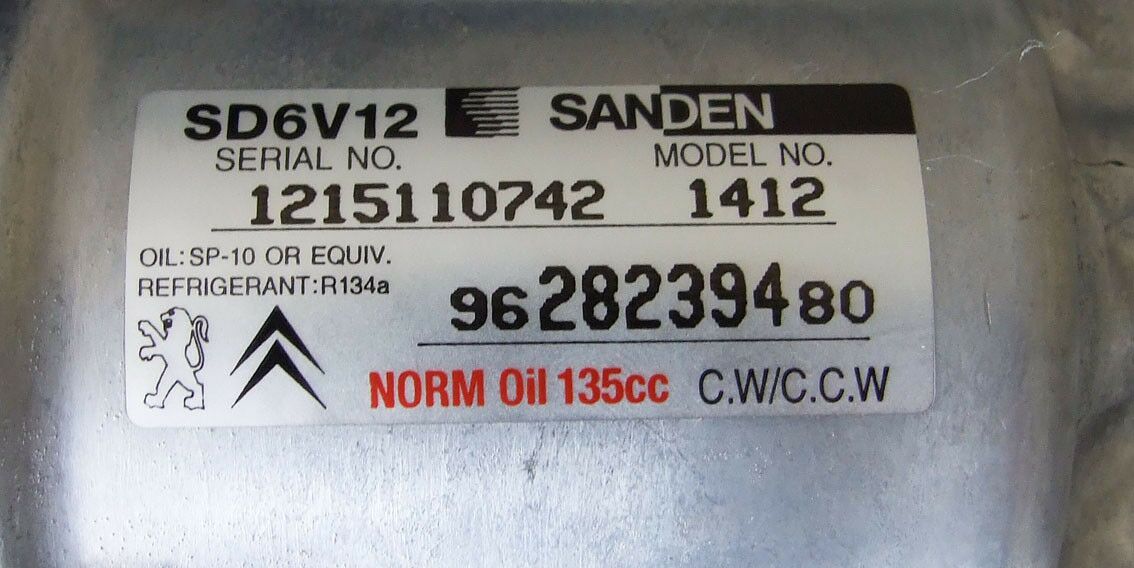 SD6V12 SANDEN
SERIAL NO. MODEL NO.
1215110742 1412
OIL:SP-10 OR EQUIV.
REFRIGERANT:R134a
9628239480
NORM Oil 135cc C.W/C.C.W